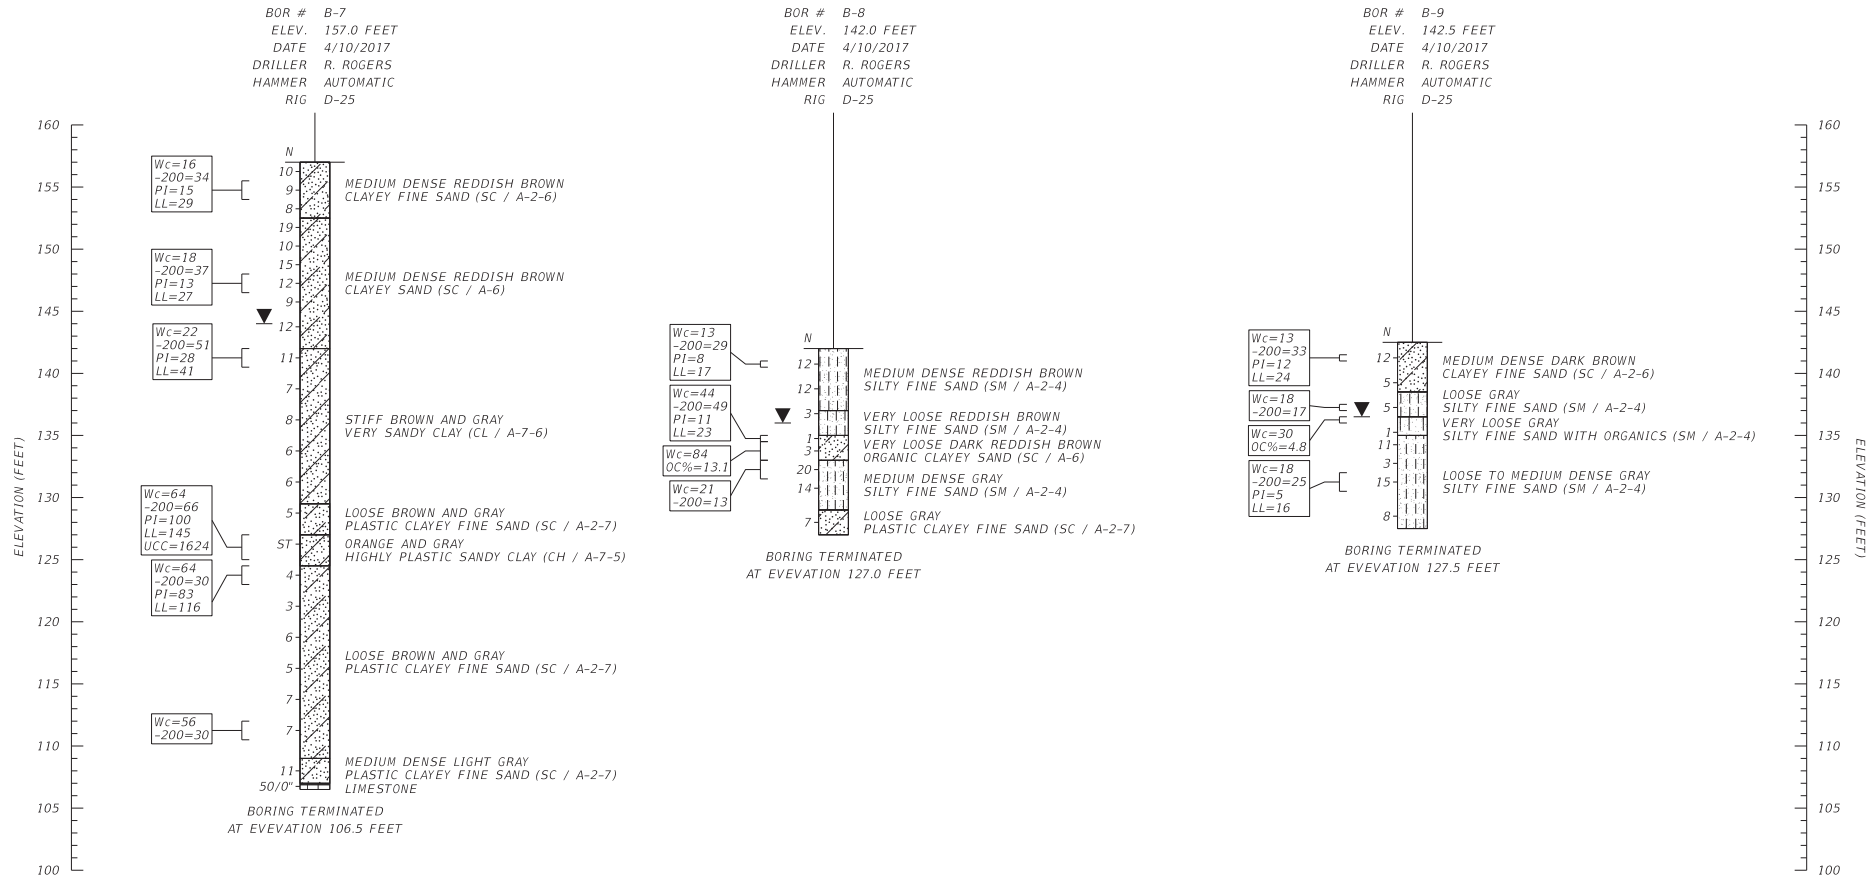 BOR # B-7
ELEV. 157.0 FEET
DATE 4/10/2017
DRILLER R. ROGERS
HAMMER AUTOMATIC
RIG D-25
BOR # B-8
ELEV. 142.0 FEET
DATE 4/10/2017
DRILLER R. ROGERS
HAMMER AUTOMATIC
RIG D-25
BOR # B-9
ELEV. 142.5 FEET
DATE 4/10/2017
DRILLER R. ROGERS
HAMMER AUTOMATIC
RIG D-25
ELEVATION (FEET)
160
155
150
145
140
135
130
125
120
115
110
105
100
Wc=16
-200=34
PI=15
LL=29
Wc=18
-200=37
PI=13
LL=27
Wc=22
-200=51
PI=28
LL=41
Wc=64
-200=66
PI=100
LL=145
UCC=1624
Wc=64
-200=30
PI=83
LL=116
Wc=56
-200=30
N
10
9
8
19
10
15
12
9
12
11
7
8
6
6
5
ST
4
3
6
5
7
7
11
50/0"
MEDIUM DENSE REDDISH BROWN
CLAYEY FINE SAND (SC / A-2-6)
MEDIUM DENSE REDDISH BROWN
CLAYEY SAND (SC / A-6)
STIFF BROWN AND GRAY
VERY SANDY CLAY (CL / A-7-6)
LOOSE BROWN AND GRAY
PLASTIC CLAYEY FINE SAND (SC / A-2-7)
ORANGE AND GRAY
HIGHLY PLASTIC SANDY CLAY (CH / A-7-5)
LOOSE BROWN AND GRAY
PLASTIC CLAYEY FINE SAND (SC / A-2-7)
MEDIUM DENSE LIGHT GRAY
PLASTIC CLAYEY FINE SAND (SC / A-2-7)
LIMESTONE
BORING TERMINATED
AT EVEVATION 106.5 FEET
Wc=13
-200=29
PI=8
LL=17
Wc=44
-200=49
PI=11
LL=23
Wc=84
OC%=13.1
Wc=21
-200=13
N
12
12
3
1
3
20
14
7
MEDIUM DENSE REDDISH BROWN
SILTY FINE SAND (SM / A-2-4)
VERY LOOSE REDDISH BROWN
SILTY FINE SAND (SM / A-2-4)
VERY LOOSE DARK REDDISH BROWN
ORGANIC CLAYEY SAND (SC / A-6)
MEDIUM DENSE GRAY
SILTY FINE SAND (SM / A-2-4)
LOOSE GRAY
PLASTIC CLAYEY FINE SAND (SC / A-2-7)
BORING TERMINATED
AT EVEVATION 127.0 FEET
Wc=13
-200=33
PI=12
LL=24
Wc=18
-200=17
Wc=30
OC%=4.8
Wc=18
-200=25
PI=5
LL=16
N
12
5
5
1
11
3
15
8
MEDIUM DENSE DARK BROWN
CLAYEY FINE SAND (SC / A-2-6)
LOOSE GRAY
SILTY FINE SAND (SM / A-2-4)
VERY LOOSE GRAY
SILTY FINE SAND WITH ORGANICS (SM / A-2-4)
LOOSE TO MEDIUM DENSE GRAY
SILTY FINE SAND (SM / A-2-4)
BORING TERMINATED
AT EVEVATION 127.5 FEET
160
155
150
145
140
135
130
125
120
115
110
105
100
ELEVATION (FEET)